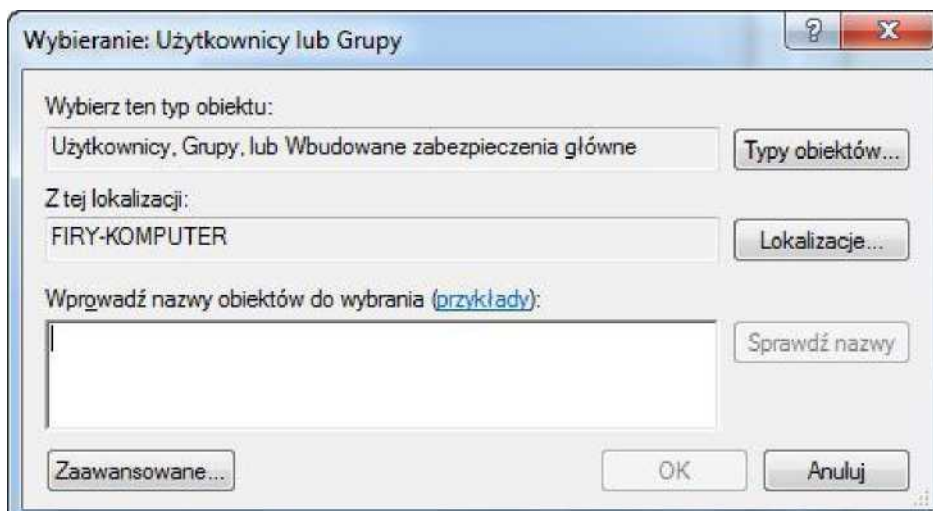 Wybieranie: Użytkownicy lub Grupy
Wybierz ten typ obiektu:
Użytkownicy, Grupy, lub Wbudowane zabezpieczenia główne
Typy obiektów...
Z tej lokalizacji:
FIRY-KOMPUTER
Lokalizacje...
Wprowadź nazwy obiektów do wybrania (przykłady):
Sprawdź nazwy
Zaawansowane...
OK
Anuluj